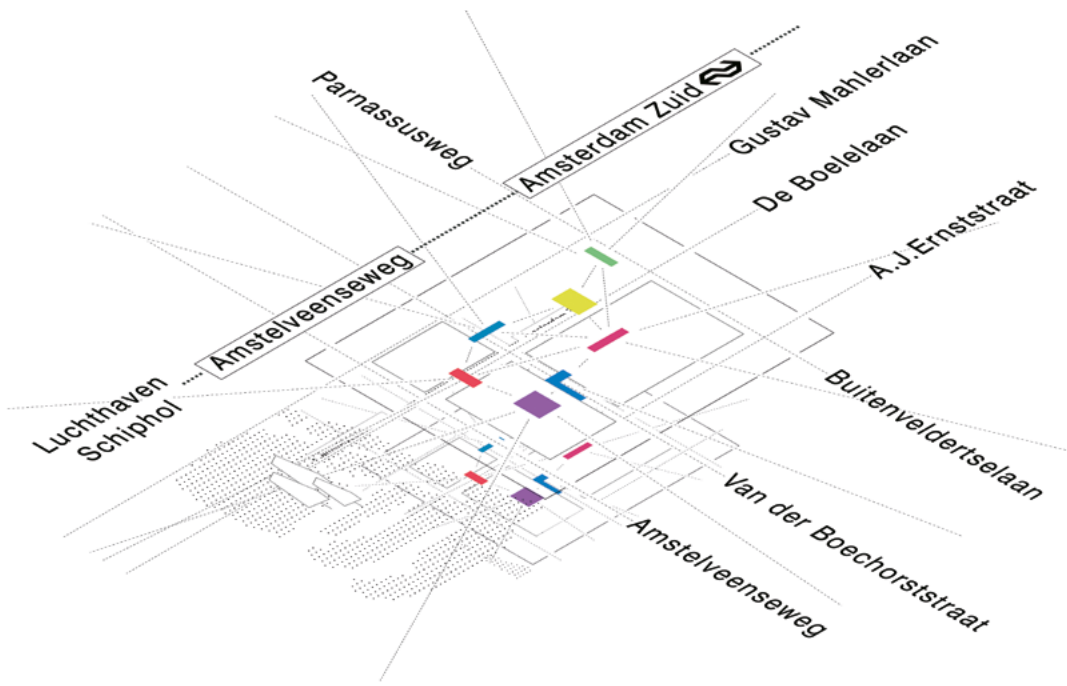 Parnassusweg
Amsterdam Zuid
Gustav Mahlerlaan
De Boelelaan
A.J.Ernststraat
Amstelveenseweg
Luchthaven
Schiphol
Buitenveldertselaan
Van der Boechorststraat
Amstelveenseweg